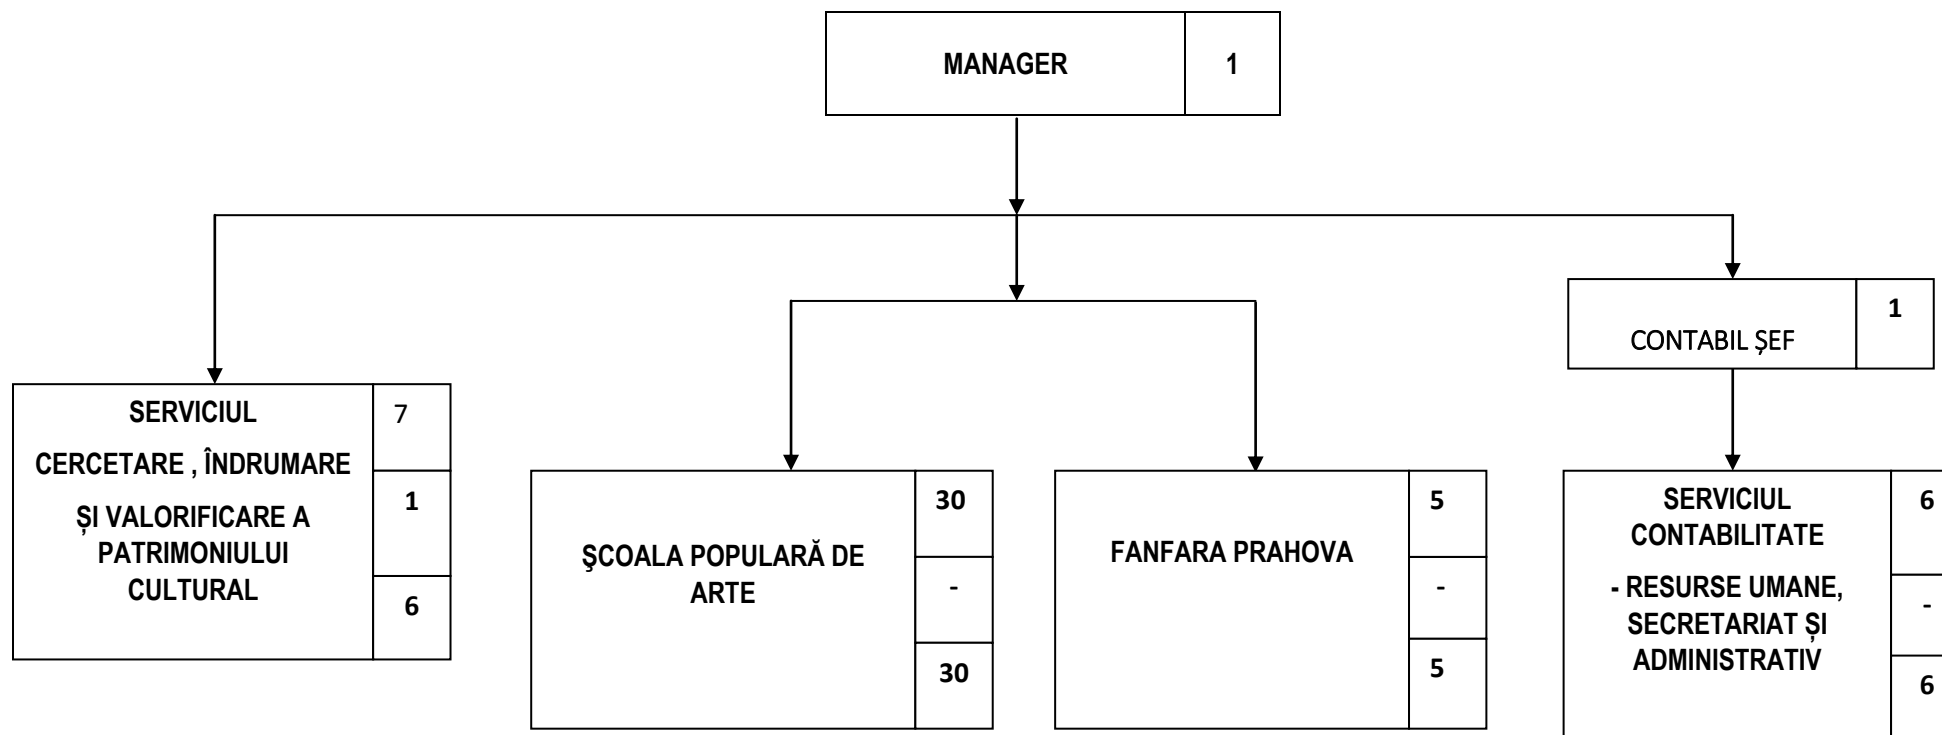 MANAGER
1
CONTABIL ȘEF
1
SERVICIUL
CERCETARE , ÎNDRUMARE
ȘI VALORIFICARE A
PATRIMONIULUI
CULTURAL
7
1
6
ŞCOALA POPULARĂ DE
ARTE
30
-
30
FANFARA PRAHOVA
5
-
5
SERVICIUL
CONTABILITATE
- RESURSE UMANE,
SECRETARIAT ȘI
ADMINISTRATIV
6
-
6